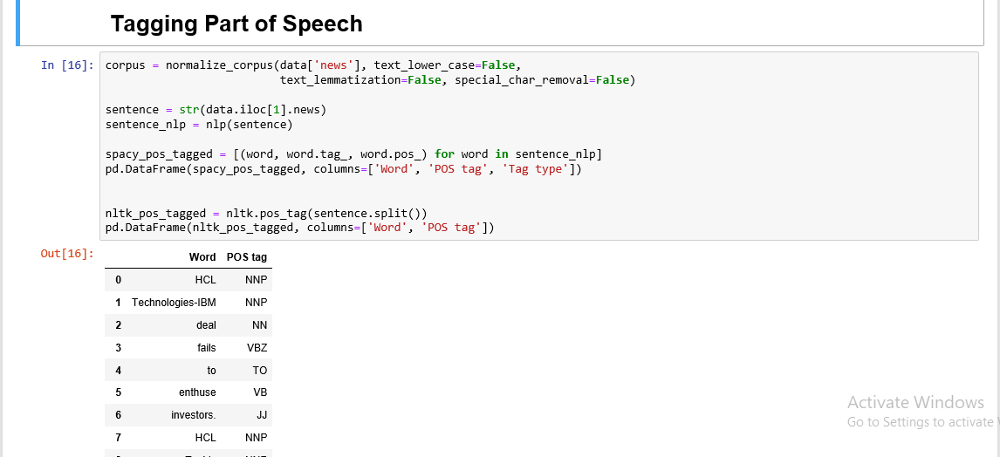 Tagging Part of Speech
In [16]: corpus = normalize_corpus(data['news'], text_lower_case=False,
text_lemmatization=False, special_char_removal=False)
sentence = str(data.iloc[1].news)
sentence_nlp = nlp(sentence)
spacy_pos_tagged = [(word, word.tag_, word.pos_) for word in sentence_nlp]
pd.DataFrame(spacy_pos_tagged, columns=['Word', 'POS tag', 'Tag type'])
nltk_pos_tagged = nltk.pos_tag(sentence.split())
pd.DataFrame(nltk_pos_tagged, columns=['Word', 'POS tag'])
Out[16]:
Word POS tag
0 HCL NNP
1 Technologies-IBM NNP
2 deal NN
3 fails VBZ
4 to TO
5 enthuse VB
6 investors. JJ
7 HCL NNP
Activate Windows
Go to Settings to activate